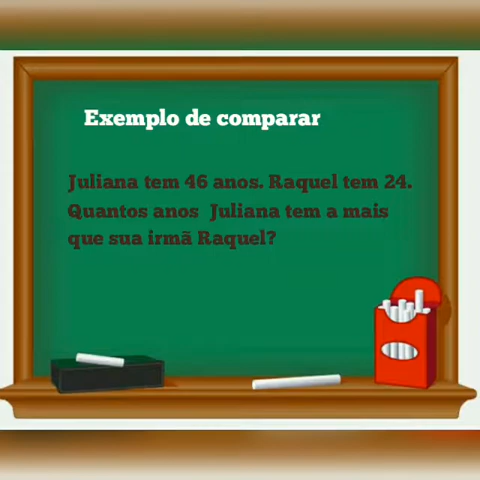 Exemplo de comparar
Juliana tem 46 anos. Raquel tem 24.
Quantos anos Juliana tem a mais
que sua irmã Raquel?